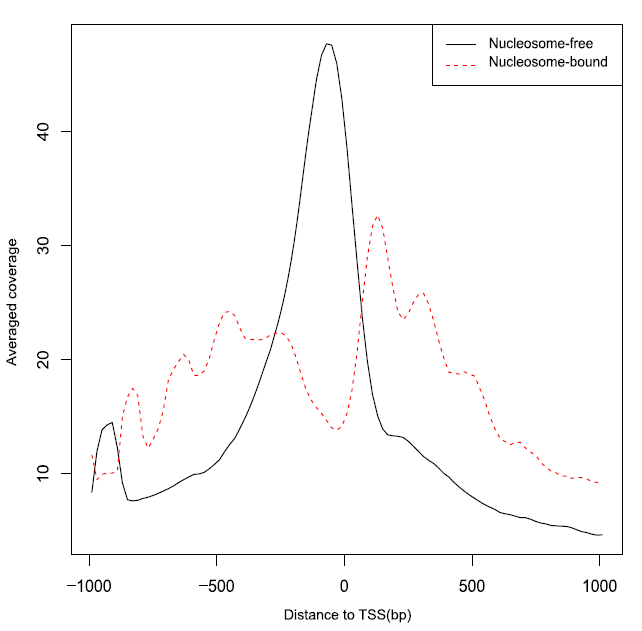 Nucleosome-free
Nucleosome-bound
Averaged coverage
40
30
20
10
−1000 −500 0 500 1000
Distance to TSS(bp)